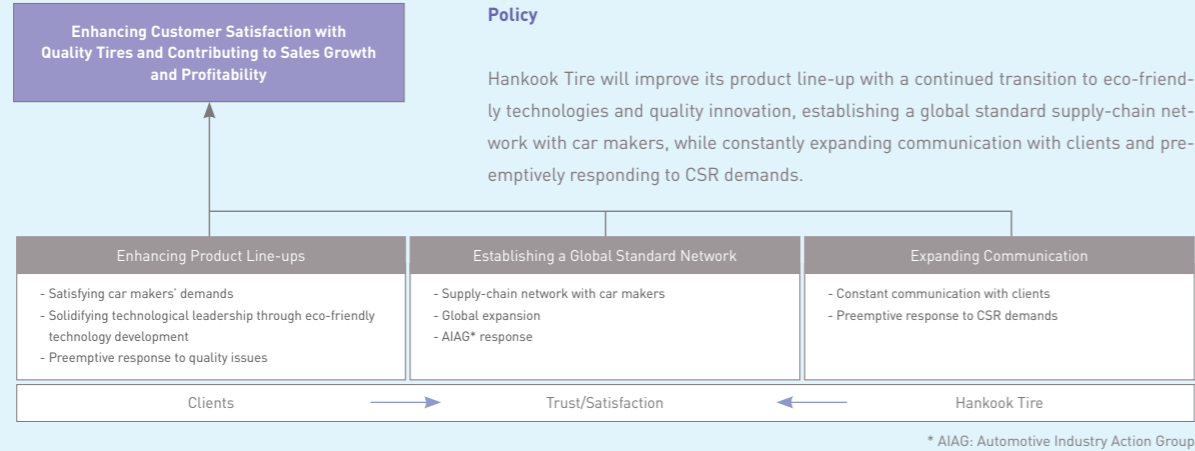 Enhancing Customer Satisfaction with
Quality Tires and Contributing to Sales Growth
and Profitability
Policy
Hankook Tire will improve its product line-up with a continued transition to eco-friend-
ly technologies and quality innovation, establishing a global standard supply-chain net-
work with car makers, while constantly expanding communication with clients and pre-
emptively responding to CSR demands.
Enhancing Product Line-ups
- Satisfying car makers' demands
- Solidifying technological leadership through eco-friendly
technology development
- Preemptive response to quality issues
Establishing a Global Standard Network
- Supply-chain network with car makers
- Global expansion
- AIAG* response
Expanding Communication
- Constant communication with clients
- Preemptive response to CSR demands
Clients
Trust/Satisfaction
Hankook Tire
* AIAG: Automotive Industry Action Group